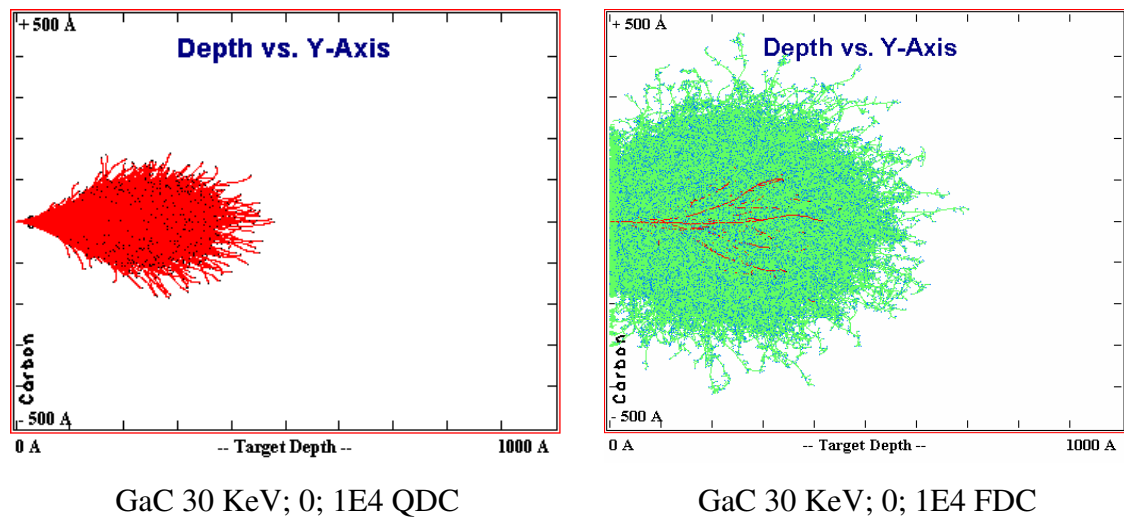 + 500 A
Depth vs. Y-Axis
Carbon
- 500 A
0 A -- Target Depth -- 1000 A
GaC 30 KeV; 0; 1E4 QDC
+ 500 A
Depth vs. Y-Axis
Carbon
- 500 A
0 A -- Target Depth -- 1000 A
GaC 30 KeV; 0; 1E4 FDC